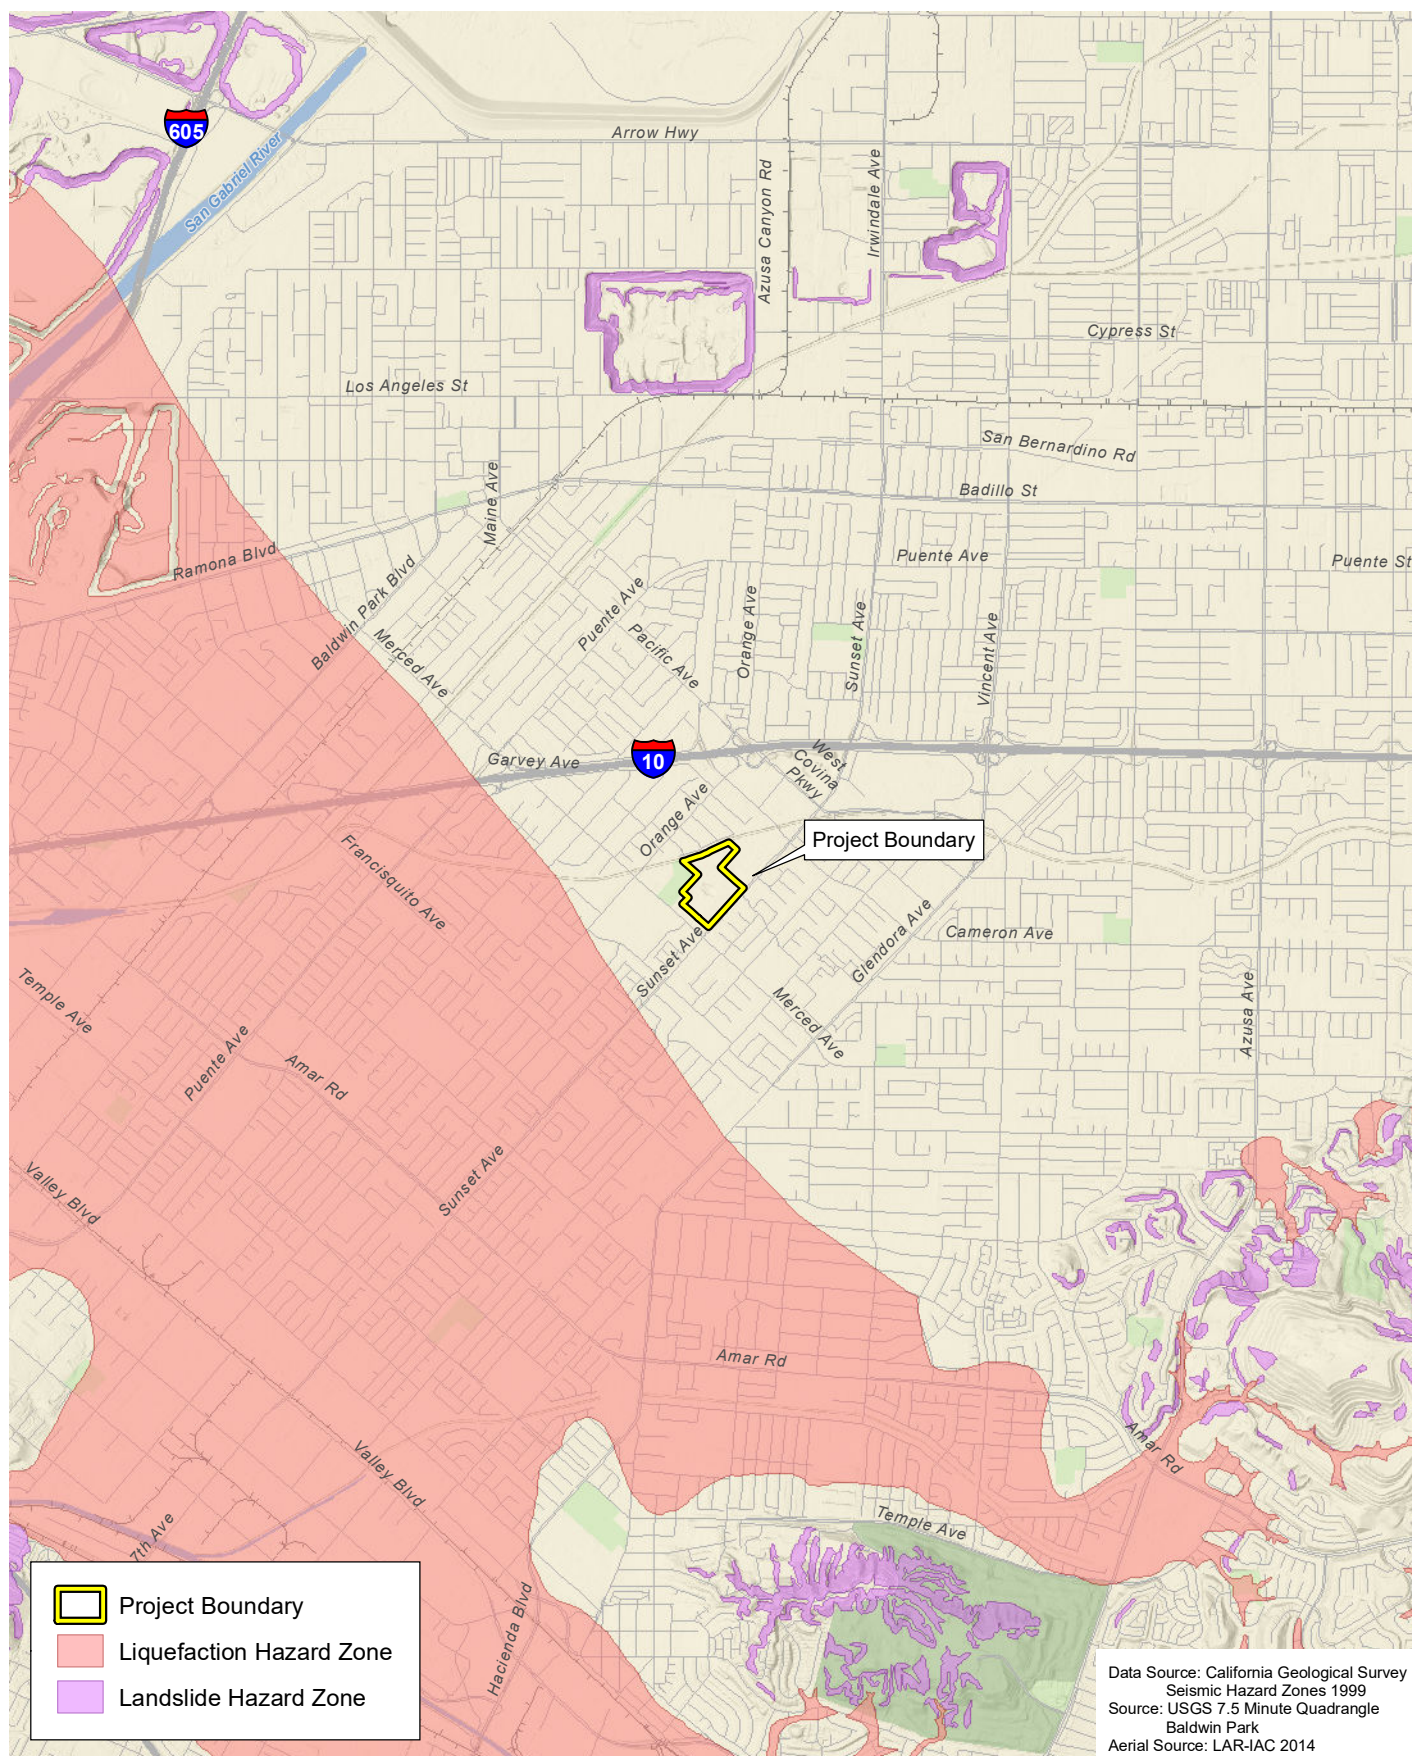 605
San Gabriel River
Arrow Hwy
Azusa Canyon Rd
Irwindale Ave
Cypress St
Los Angeles St
San Bernardino Rd
Maine Ave
Badillo St
Ramona Blvd
Puente Ave
Puente St
Baldwin Park Blvd
Puente Ave
Merced Ave
Pacific Ave
Orange Ave
Sunset Ave
Vincent Ave
Garvey Ave
10
West
Covina
Pkwy
Orange Ave
Project Boundary
Francisquito Ave
Sunset Ave
Glendora Ave
Cameron Ave
Temple Ave
Puente Ave
Amar Rd
Merced Ave
Azusa Ave
Valley Blvd
Sunset Ave
Amar Rd
Valley Blvd
Amar Rd
7th Ave
Temple Ave
Hacienda Blvd
Project Boundary
Liquefaction Hazard Zone
Landslide Hazard Zone
Data Source: California Geological Survey
Seismic Hazard Zones 1999
Source: USGS 7.5 Minute Quadrangle
Baldwin Park
Aerial Source: LAR-IAC 2014